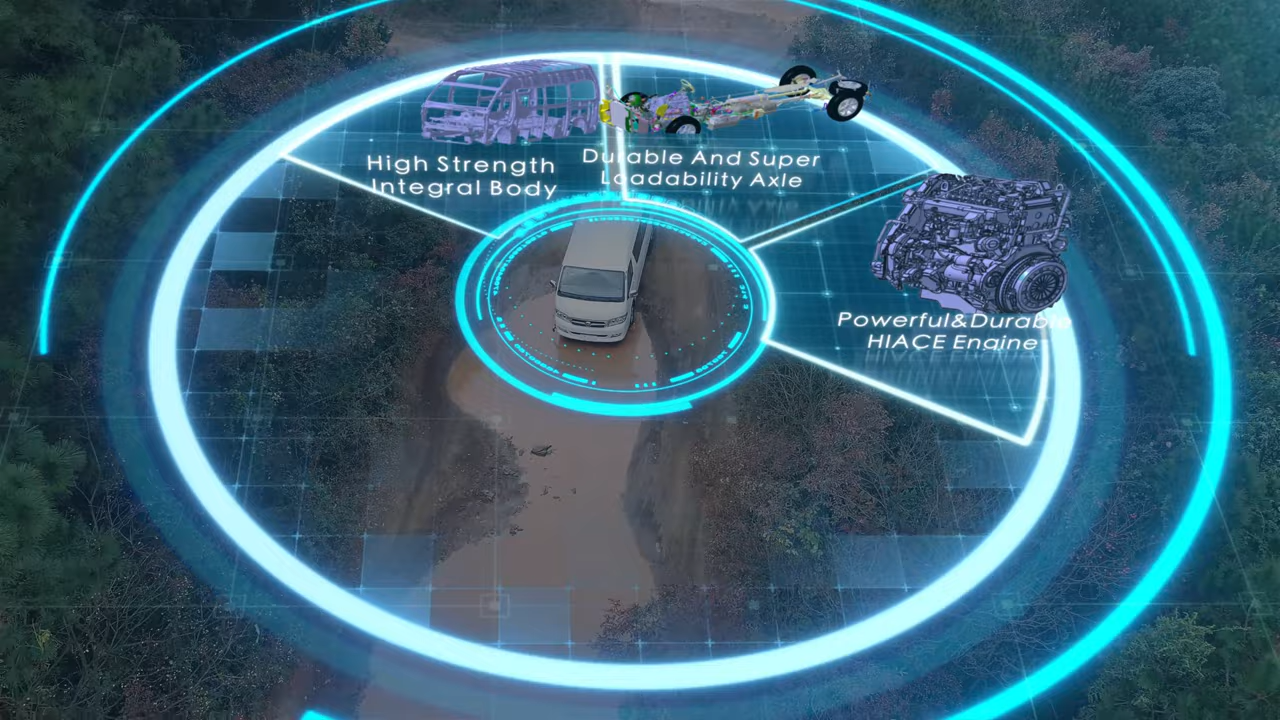 High Strength
Integral Body
Durable And Super
Loadability Axle
Powerful&Durable
HIACE Engine